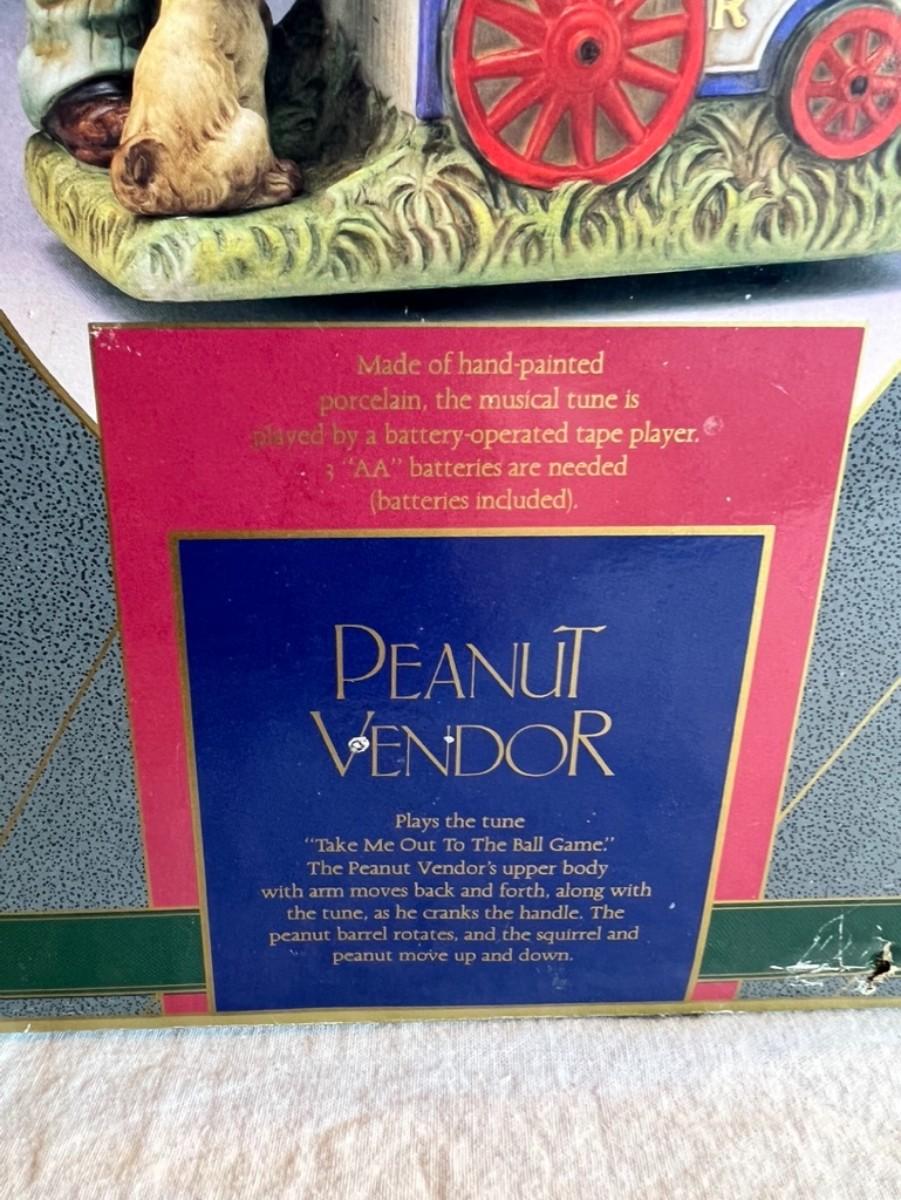 R
Made of hand-painted
porcelain, the musical tune is
played by a battery-operated tape player.
3 "AA" batteries are needed
(batteries included).
PEANUT
VENDOR
Plays the tune
"Take Me Out To The Ball Game."
The Peanut Vendor's upper body
with arm moves back and forth, along with
the tune, as he cranks the handle. The
peanut barrel rotates, and the squirrel and
peanut move up and down.